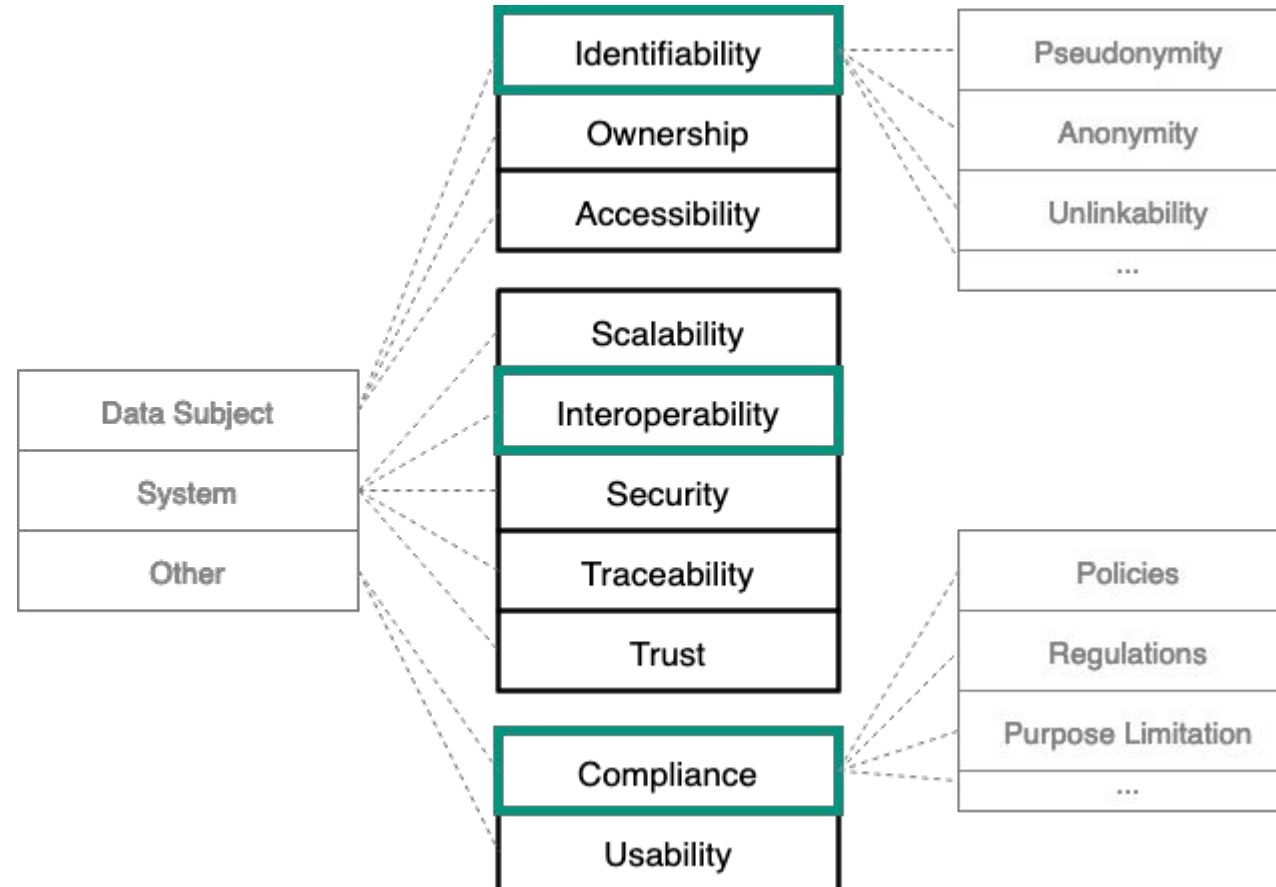 Data Subject
System
Other
Identifiability
Ownership
Accessibility
Scalability
Interoperability
Security
Traceability
Trust
Compliance
Usability
Pseudonymity
Anonymity
Unlinkability
...
Policies
Regulations
Purpose Limitation
...